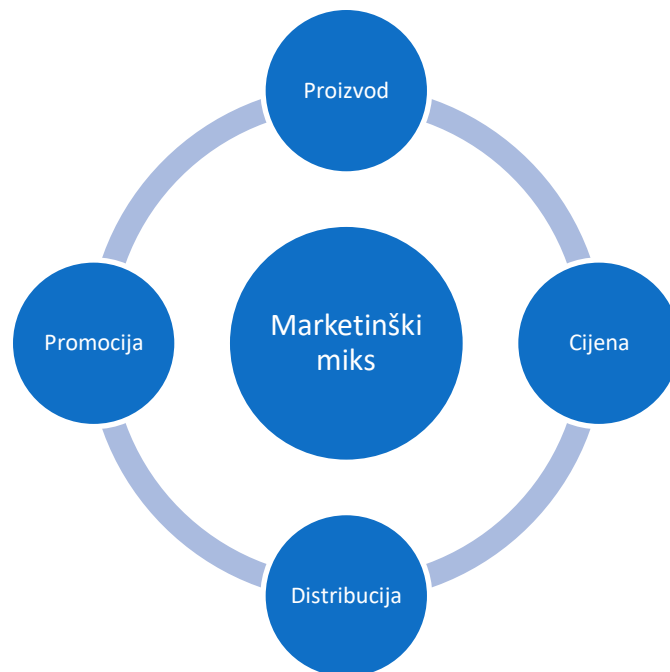 Proizvod
Promocija
Marketinški
miks
Cijena
Distribucija